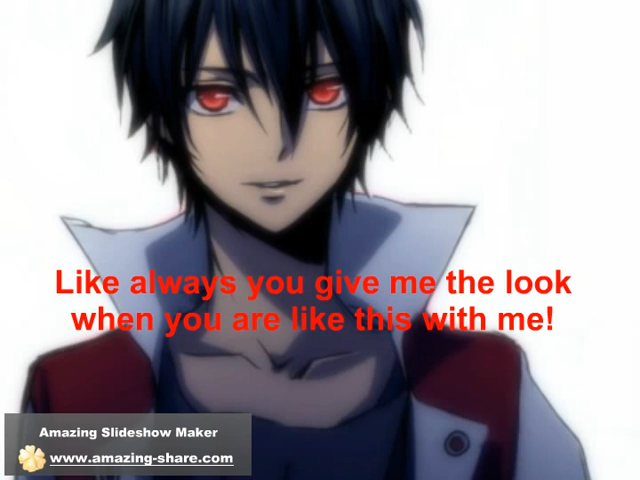 Like always you give me the look
when you are like this with me!
Amazing Slideshow Maker
www.amazing-share.com